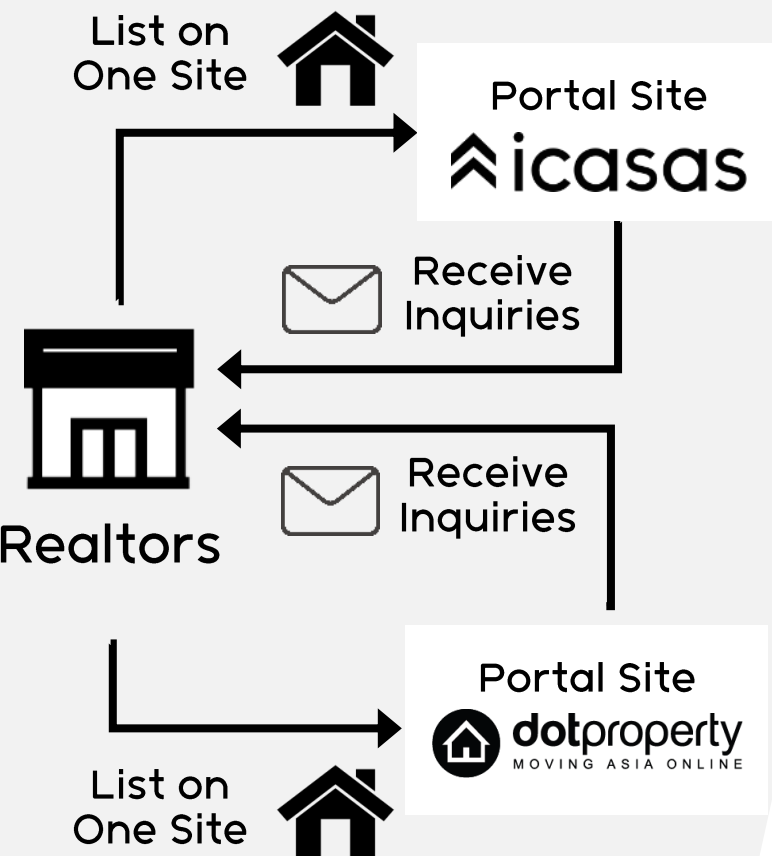 List on
One Site
Portal Site
icasas
Receive
Inquiries
Receive
Inquiries
Realtors
Portal Site
dotproperty
MOVING ASIA ONLINE
List on
One Site